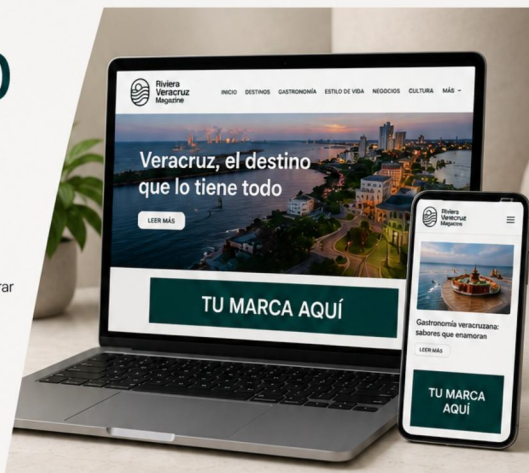 Riviera
Veracruz
Magazine
INICIO DESTINOS GASTRONOMÍA ESTILO DE VIDA NEGOCIOS CULTURA MÁS
Veracruz, el destino
que lo tiene todo
LEER MÁS
TU MARCA AQUÍ
Riviera
Veracruz
Magazine
Gastronomía veracruzana:
sabores que enamoran
LEER MÁS
TU MARCA
AQUÍ